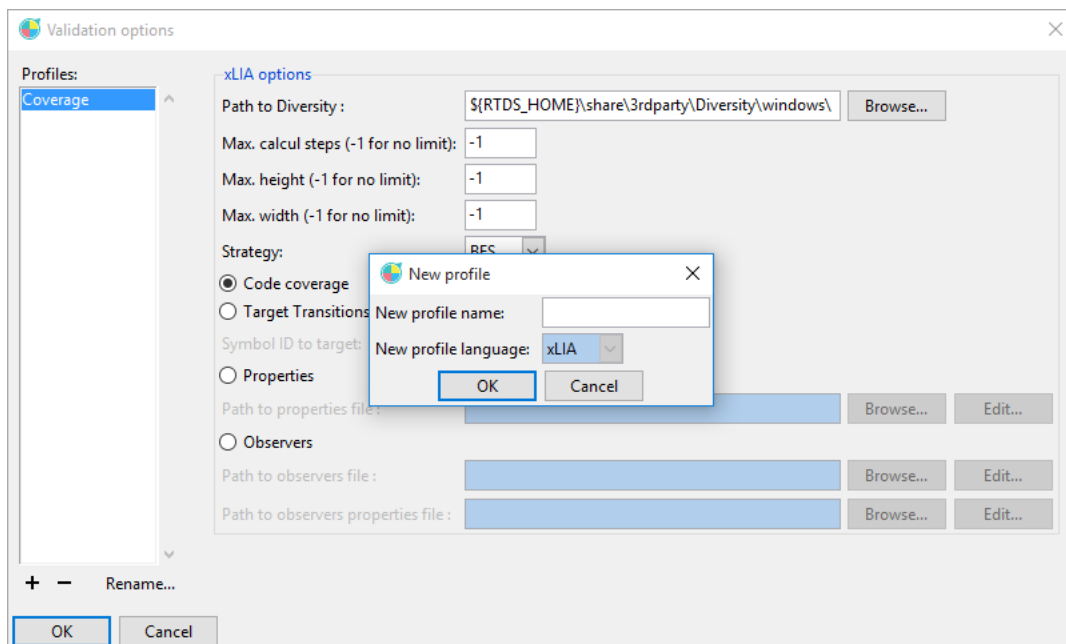 Validation options
Profiles:
Coverage
xLIA options
Path to Diversity :
${RTDS_HOME}\share\3rdparty\Diversity\windows\
Browse...
Max. calcul steps (-1 for no limit):
-1
Max. height (-1 for no limit):
-1
Max. width (-1 for no limit):
-1
Strategy:
BFS
Code coverage
Target Transitions
Symbol ID to target:
Properties
Path to properties file :
Browse...
Edit...
Observers
Path to observers file :
Browse...
Edit...
Path to observers properties file :
Browse...
Edit...
New profile
New profile name:
New profile language:
xLIA
OK
Cancel
+ −
Rename...
OK
Cancel